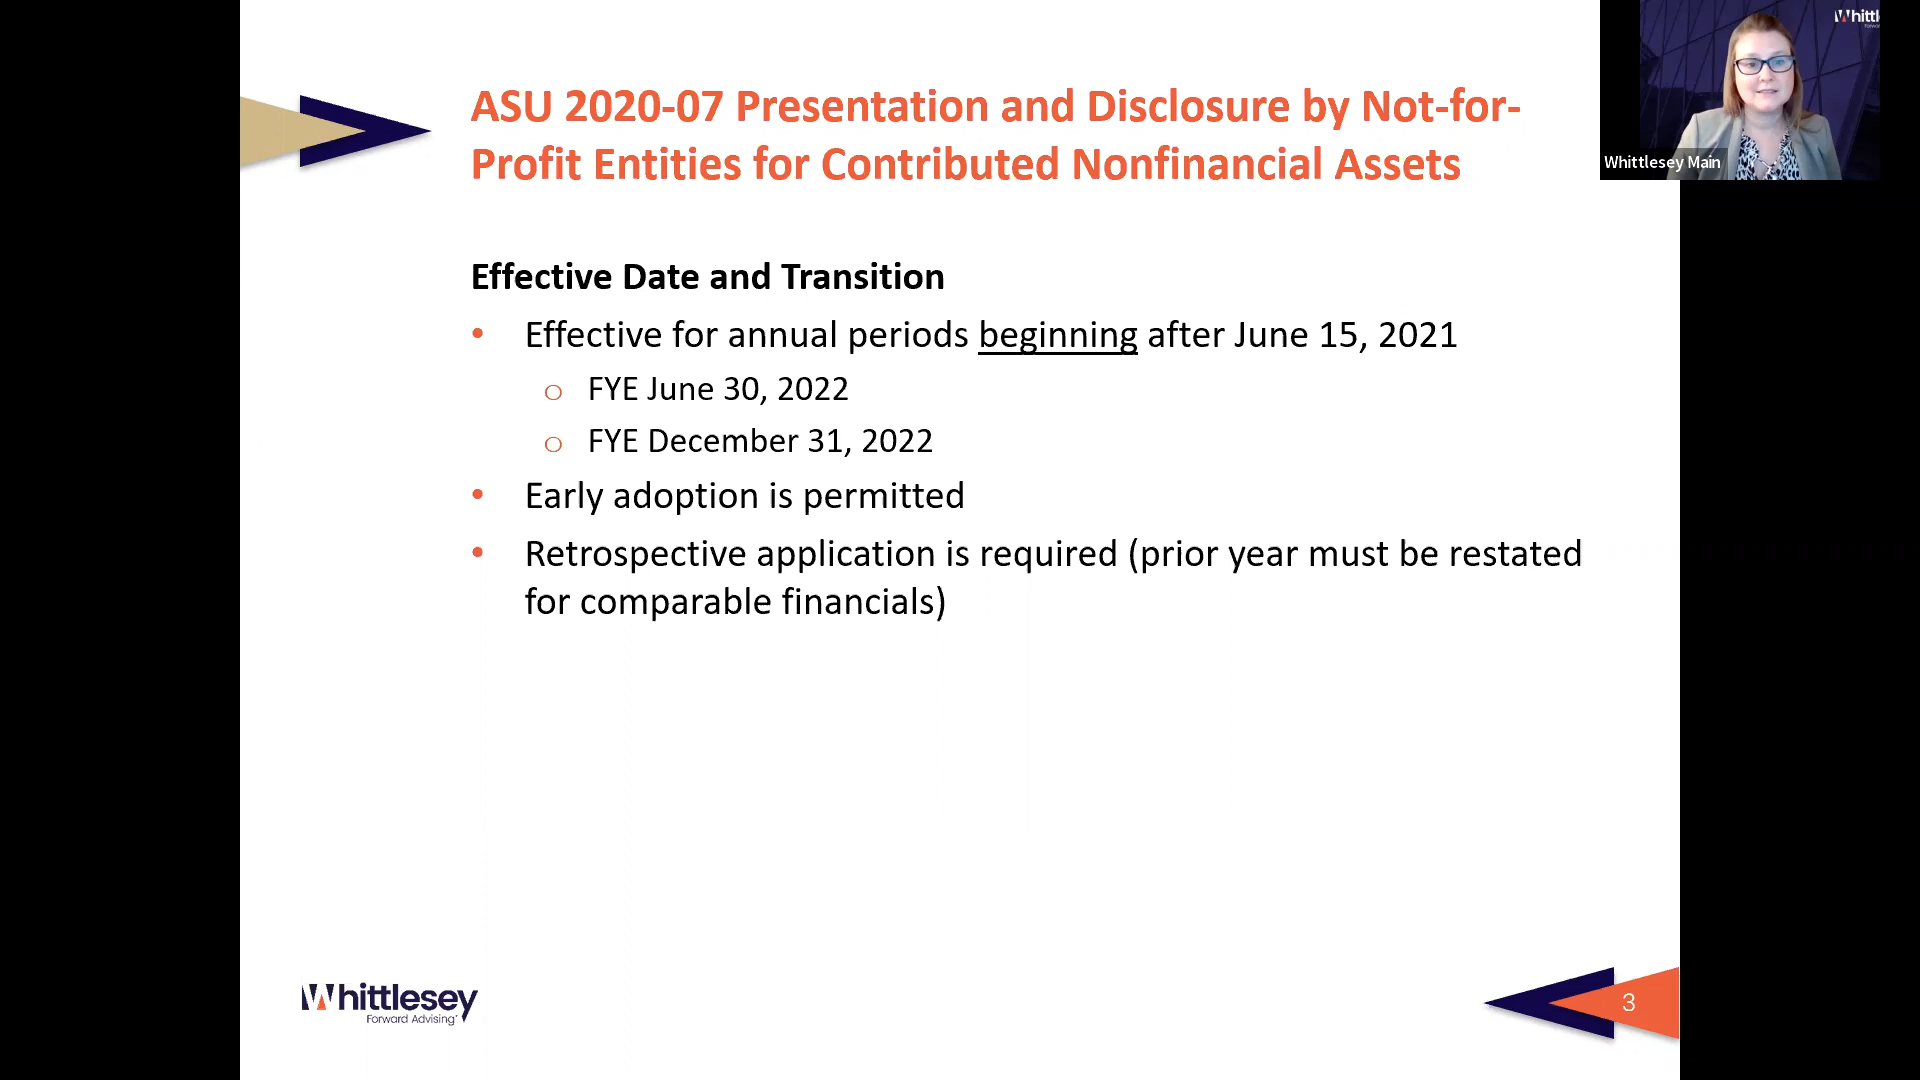 ASU 2020-07 Presentation and Disclosure by Not-for-
Profit Entities for Contributed Nonfinancial Assets
Whittlesey Main
Effective Date and Transition
• Effective for annual periods beginning after June 15, 2021
o FYE June 30, 2022
o FYE December 31, 2022
• Early adoption is permitted
• Retrospective application is required (prior year must be restated
for comparable financials)
Whittlesey
Forward Advising
3